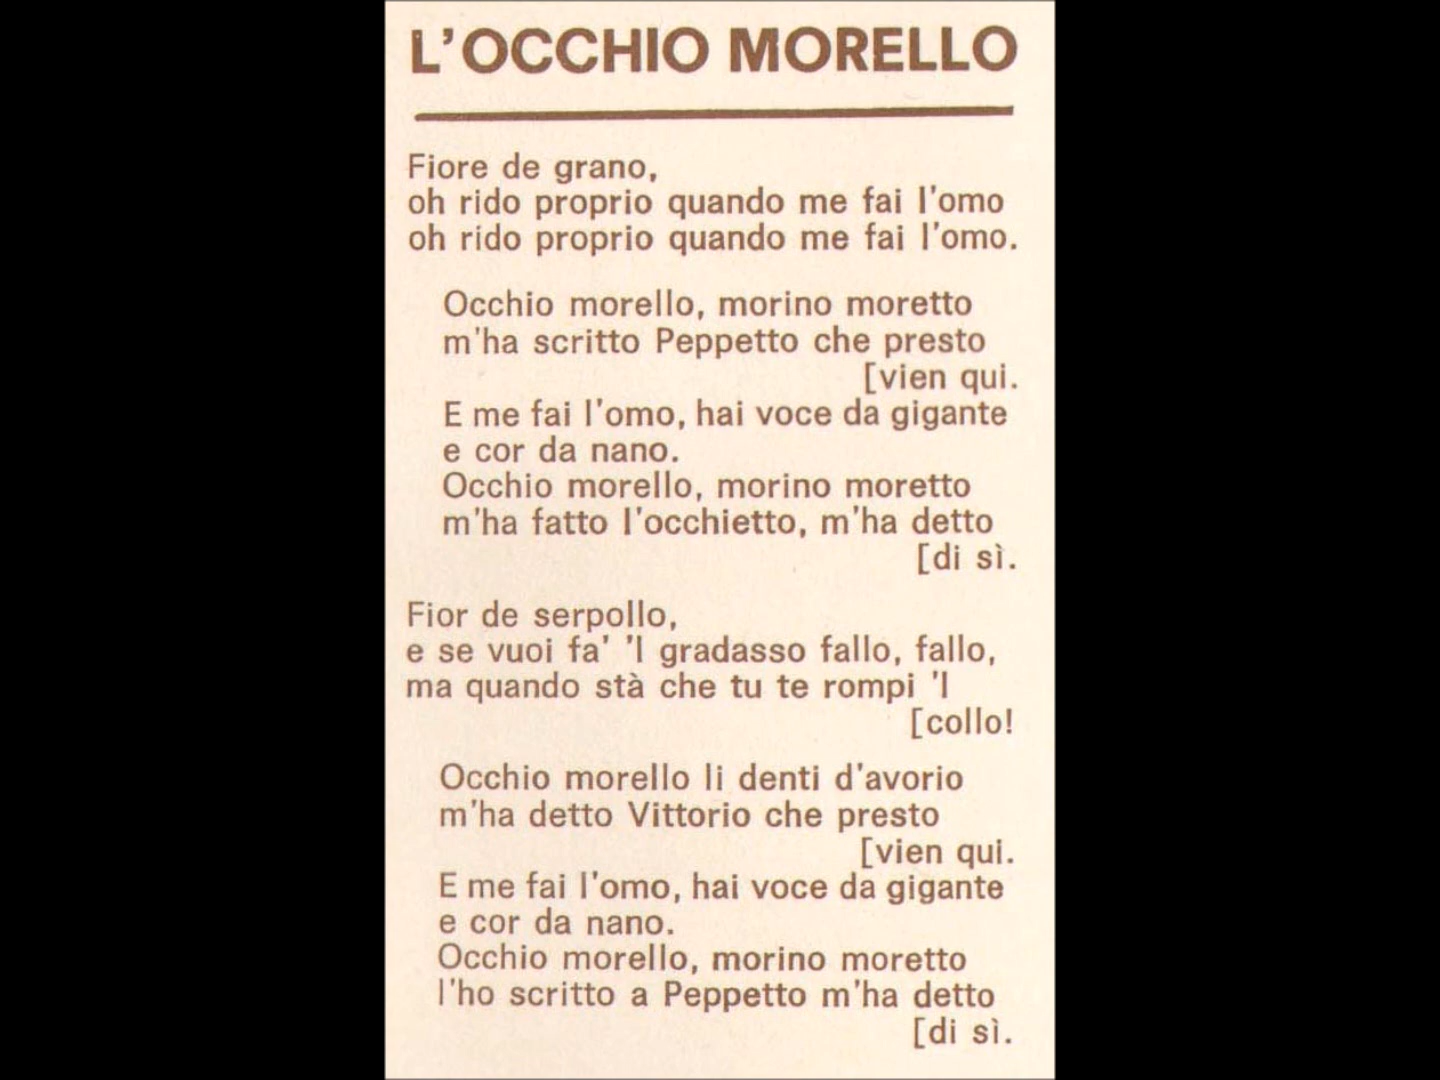 L'OCCHIO MORELLO
Fiore de grano,
oh rido proprio quando me fai l'omo
oh rido proprio quando me fai l'omo.
Occhio morello, morino moretto
m'ha scritto Peppetto che presto
[vien qui.
E me fai l'omo, hai voce da gigante
e cor da nano.
Occhio morello, morino moretto
m'ha fatto l'occhietto, m'ha detto
[di sì.
Fior de serpollo,
e se vuoi fa' 'l gradasso fallo, fallo,
ma quando stà che tu te rompi 'l
[collo!
Occhio morello li denti d'avorio
m'ha detto Vittorio che presto
[vien qui.
E me fai l'omo, hai voce da gigante
e cor da nano.
Occhio morello, morino moretto
l'ho scritto a Peppetto m'ha detto
[di sì.